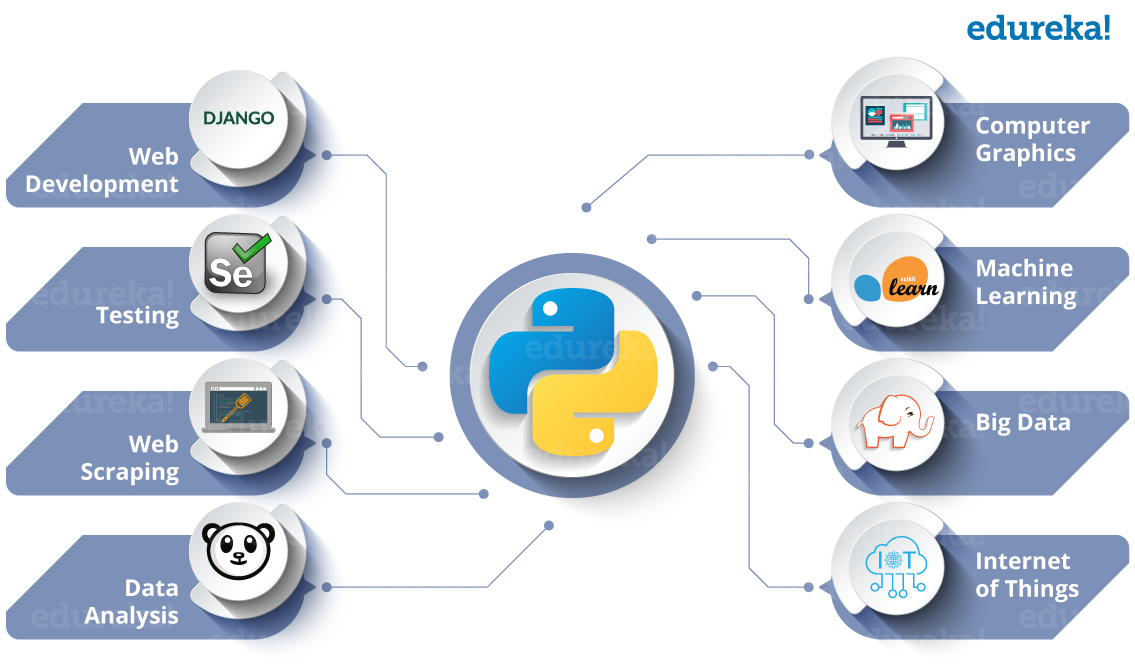 edureka!
DJANGO
Web
Development
Se
Testing
Web
Scraping
Data
Analysis
edureka!
Computer
Graphics
scikit
learn
Machine
Learning
Big Data
IOT
Internet
of Things